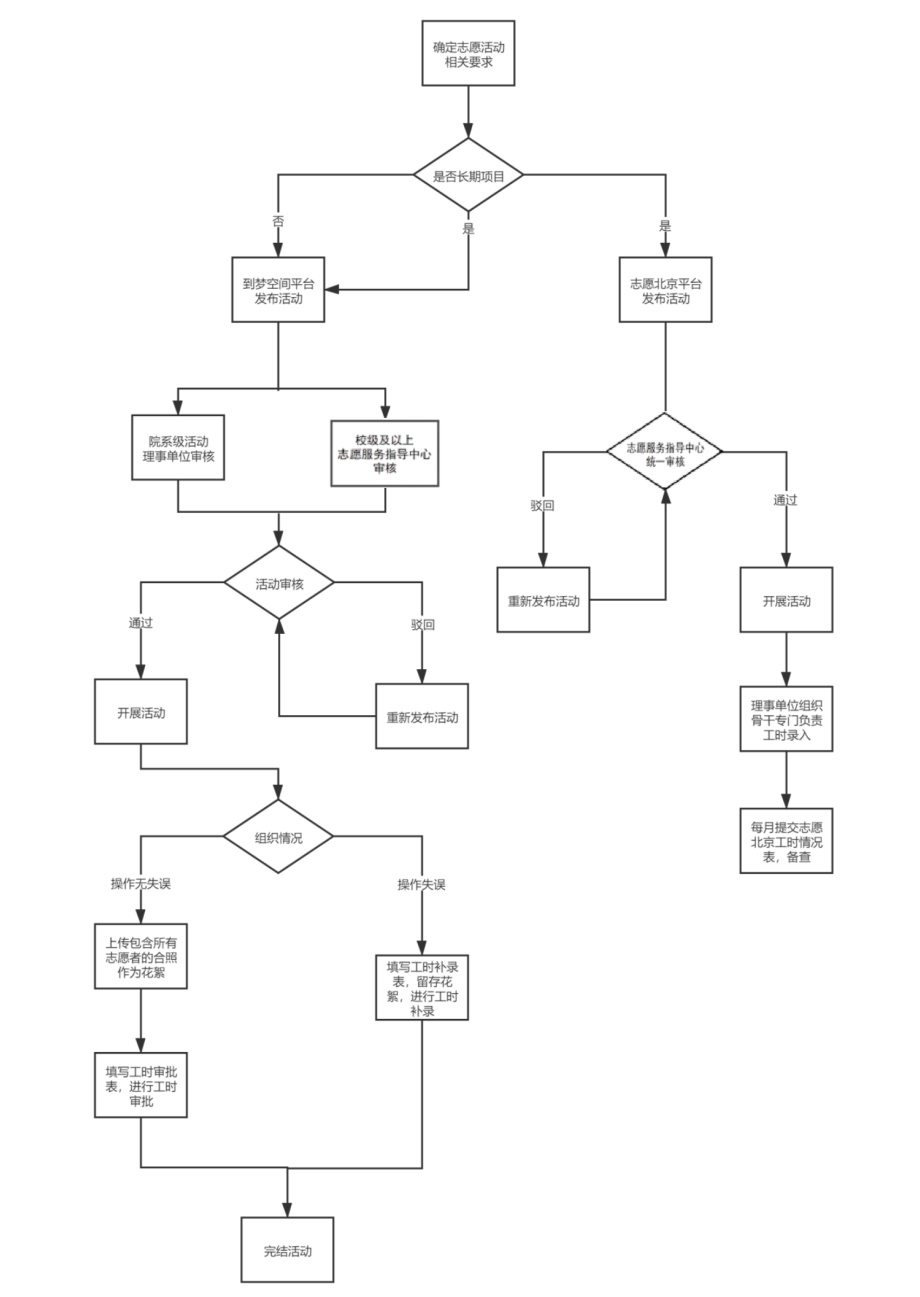 确定志愿活动
相关要求
是否长期项目
否
是
是
到梦空间平台
发布活动
志愿北京平台
发布活动
院系级活动
理事单位审核
校级及以上
志愿服务指导中心
审核
志愿服务指导中心
统一审核
驳回
通过
活动审核
重新发布活动
开展活动
通过
驳回
开展活动
重新发布活动
理事单位组织
骨干专门负责
工时录入
组织情况
每月提交志愿
北京工时情况
表，备查
操作无失误
操作失误
上传包含所有
志愿者的合照
作为花絮
填写工时补录
表，留存花
絮，进行工时
补录
填写工时审批
表，进行工时
审批
完结活动